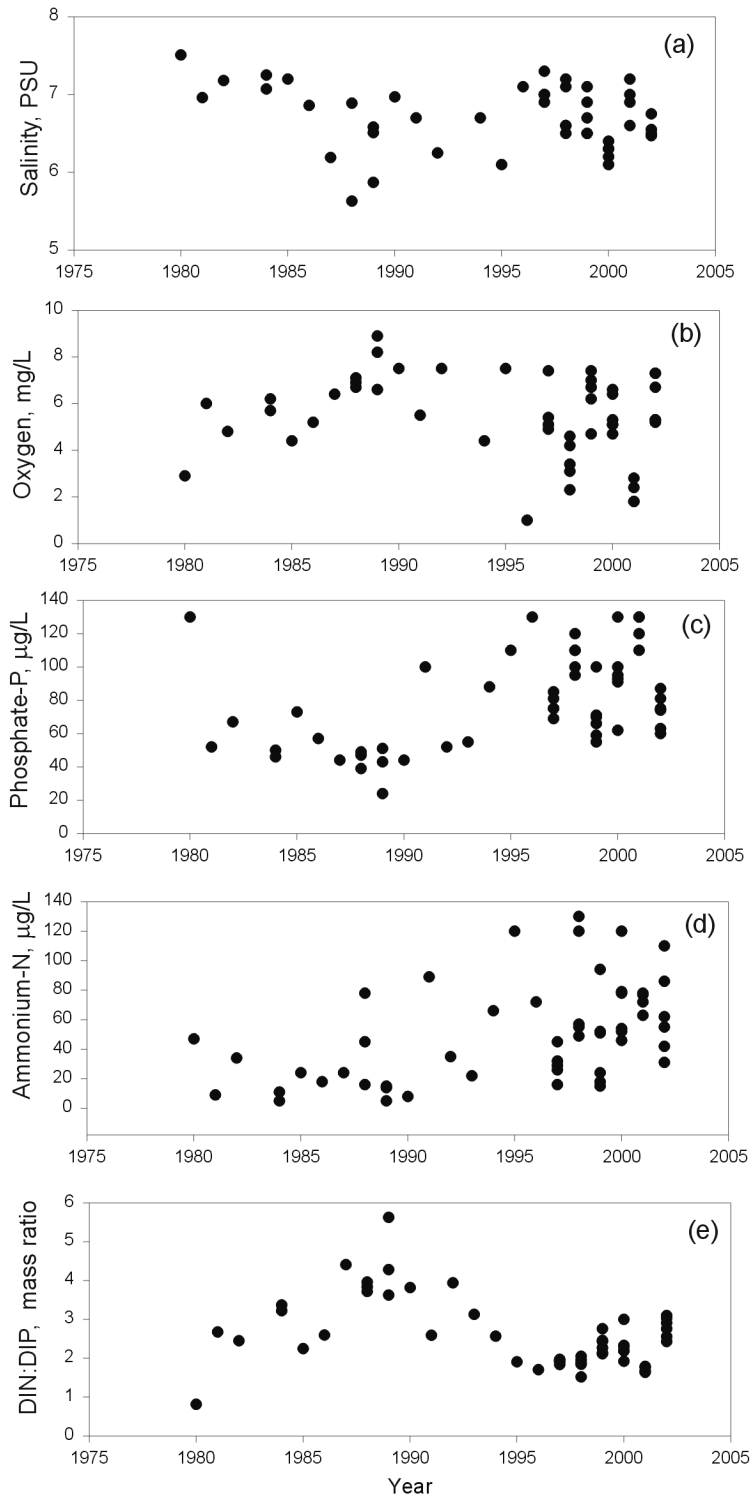 (a)
Salinity, PSU
8
7
6
5
1975 1980 1985 1990 1995 2000 2005
(b)
Oxygen, mg/L
10
8
6
4
2
0
1975 1980 1985 1990 1995 2000 2005
(c)
Phosphate-P, µg/L
140
120
100
80
60
40
20
0
1975 1980 1985 1990 1995 2000 2005
(d)
Ammonium-N, µg/L
140
120
100
80
60
40
20
0
1975 1980 1985 1990 1995 2000 2005
(e)
DIN:DIP, mass ratio
6
5
4
3
2
1
0
1975 1980 1985 1990 1995 2000 2005
Year